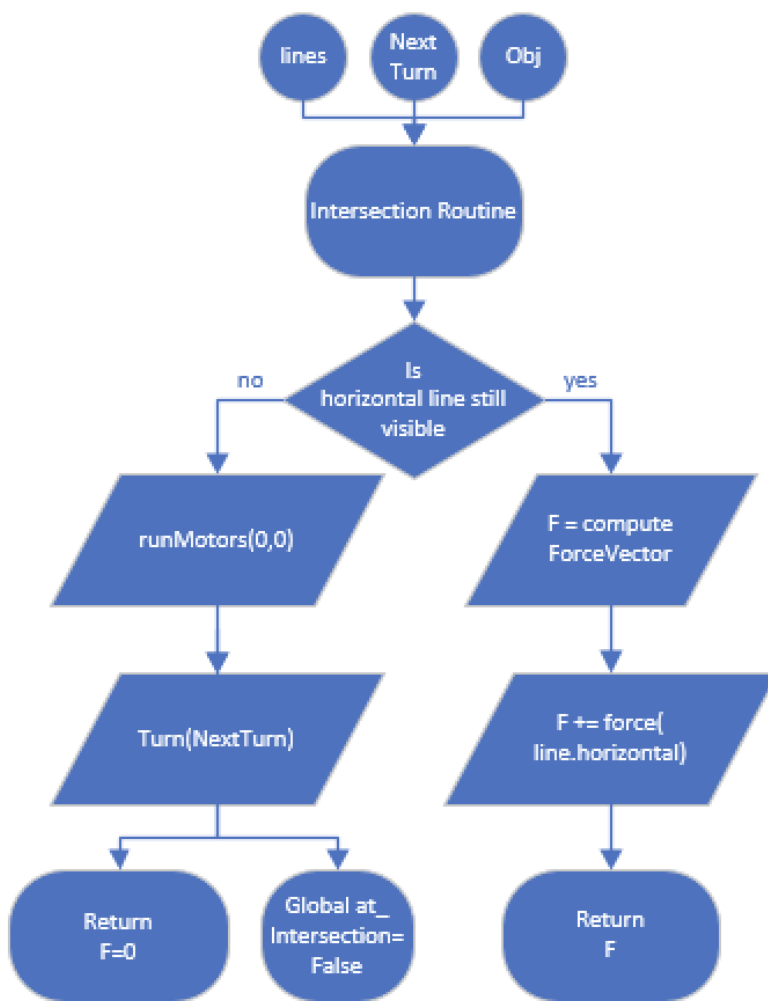 lines
Next
Turn
Obj
Intersection Routine
Is
horizontal line still
visible
no
yes
runMotors(0,0)
F = compute
ForceVector
Turn(NextTurn)
F += force(
line.horizontal)
Return
F=0
Global at_
Intersection=
False
Return
F